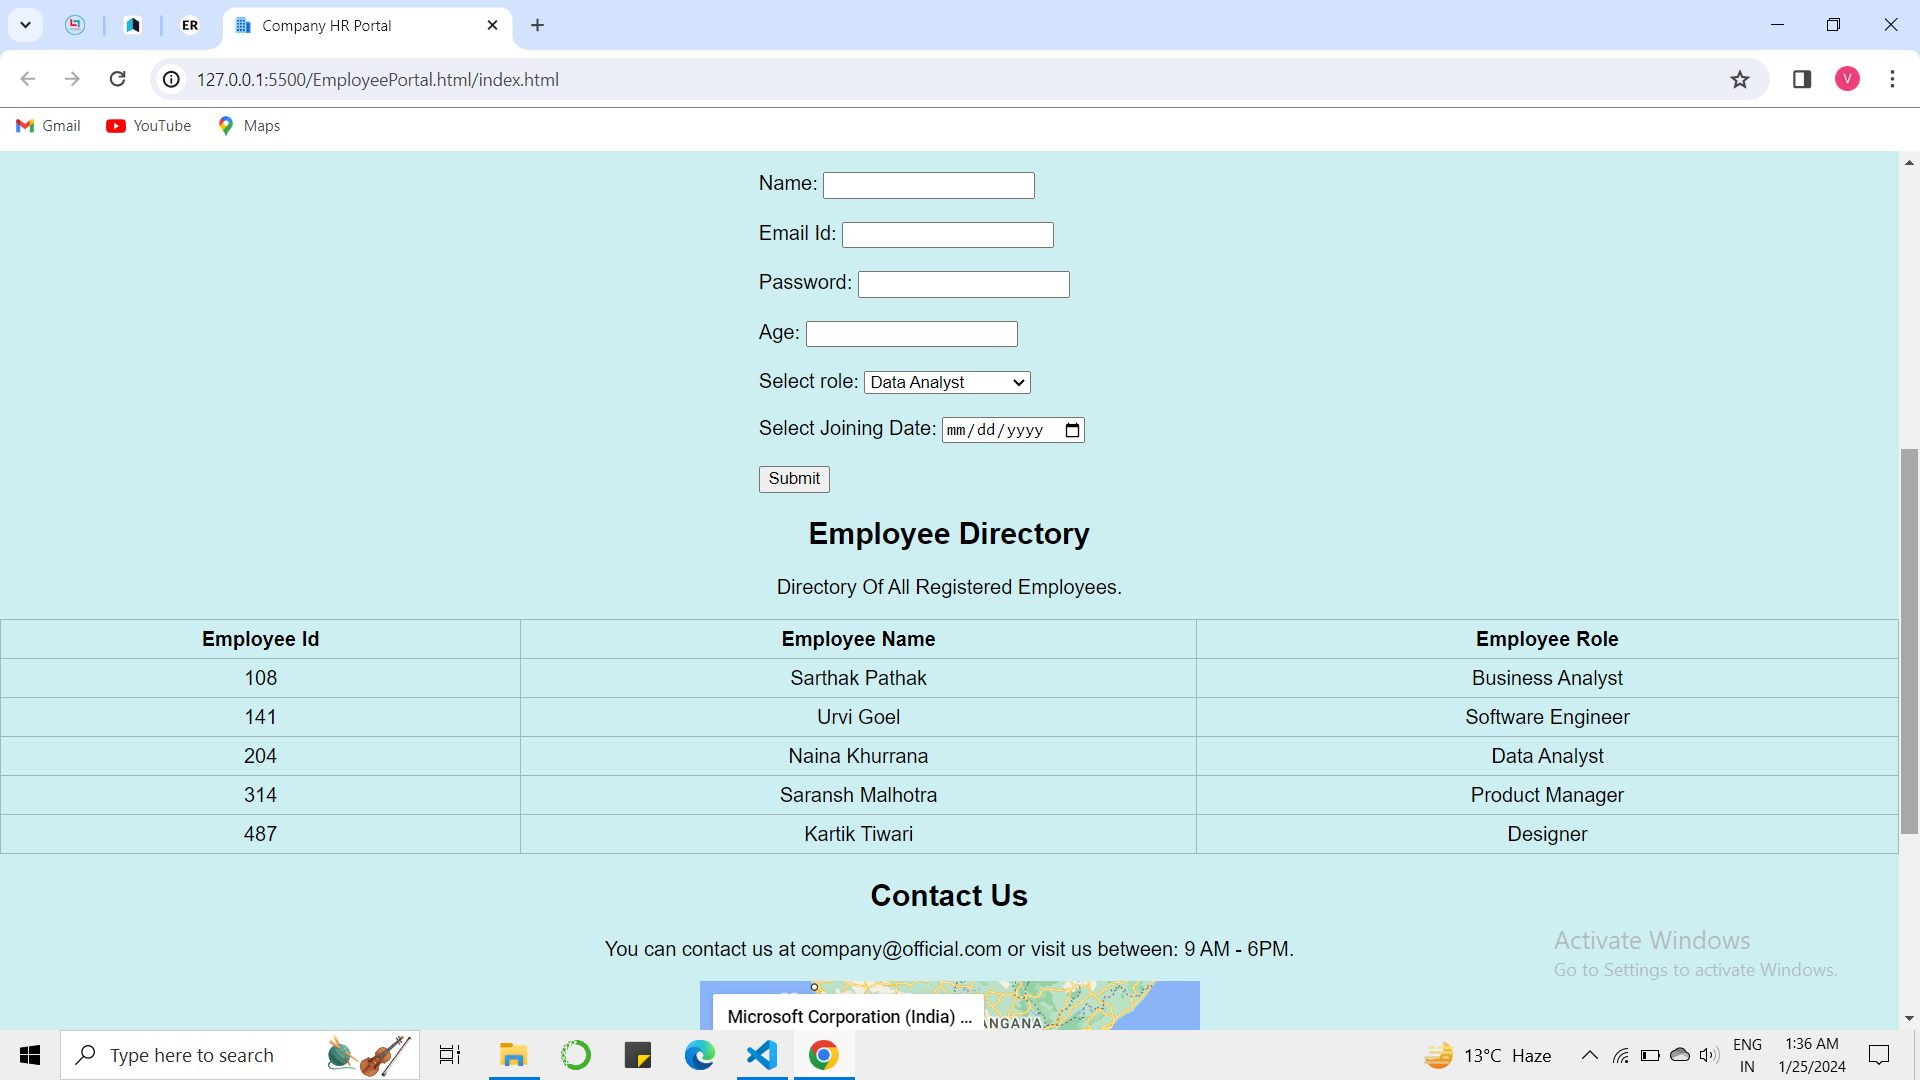 ER
Company HR Portal
127.0.0.1:5500/EmployeePortal.html/index.html
V
Gmail YouTube Maps
Name:
Email Id:
Password:
Age:
Select role: Data Analyst
Select Joining Date: mm/dd/yyyy
Submit
Employee Directory
Directory Of All Registered Employees.
Employee Id Employee Name Employee Role
108 Sarthak Pathak Business Analyst
141 Urvi Goel Software Engineer
204 Naina Khurrana Data Analyst
314 Saransh Malhotra Product Manager
487 Kartik Tiwari Designer
Contact Us
You can contact us at company@official.com or visit us between: 9 AM - 6PM.
Activate Windows
Go to Settings to activate Windows.
Microsoft Corporation (India) ...
ANGANA
Type here to search
13°C Haze
ENG
IN
1:36 AM
1/25/2024